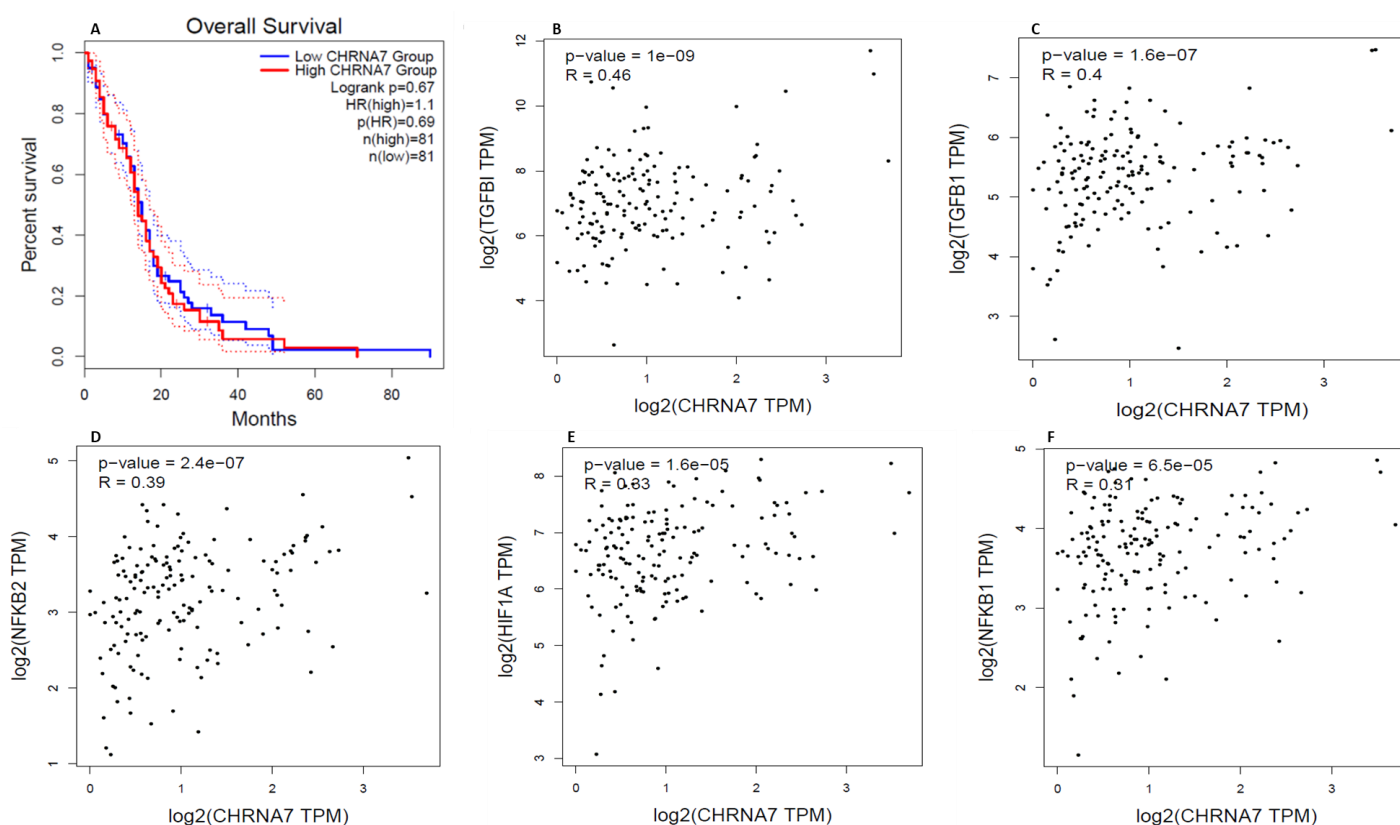 A
Overall Survival
Low CHRNA7 Group
High CHRNA7 Group
Logrank p=0.67
HR(high)=1.1
p(HR)=0.69
n(high)=81
n(low)=81
Percent survival
1.0
0.8
0.6
0.4
0.2
0.0
0 20 40 60 80
Months
B
p-value = 1e-09
R = 0.46
log2(TGFBI TPM)
12
10
8
6
4
0 1 2 3
log2(CHRNA7 TPM)
C
p-value = 1.6e-07
R = 0.4
log2(TGFB1 TPM)
7
6
5
4
3
0 1 2 3
log2(CHRNA7 TPM)
D
p-value = 2.4e-07
R = 0.39
log2(NFKB2 TPM)
5
4
3
2
1
0 1 2 3
log2(CHRNA7 TPM)
E
p-value = 1.6e-05
R = 0.33
log2(HIF1A TPM)
8
7
6
5
4
3
0 1 2 3
log2(CHRNA7 TPM)
F
p-value = 6.5e-05
R = 0.31
log2(NFKB1 TPM)
5
4
3
2
0 1 2 3
log2(CHRNA7 TPM)